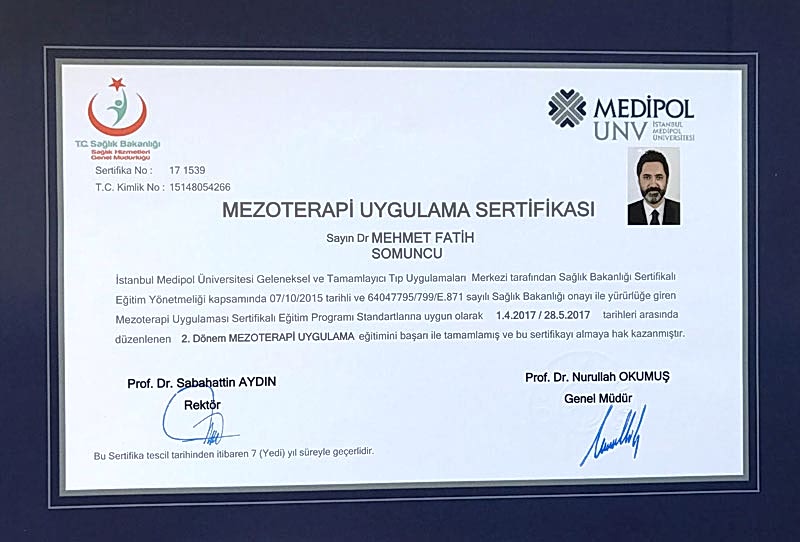 T.C. Sağlık Bakanlığı
Sağlık Hizmetleri
Genel Müdürlüğü
MEDİPOL
UNV İSTANBUL
MEDİPOL
ÜNİVERSİTESİ
Sertifika No : 17 1539
T.C. Kimlik No : 15148054266
MEZOTERAPİ UYGULAMA SERTİFİKASI
Sayın Dr MEHMET FATİH
SOMUNCU
İstanbul Medipol Üniversitesi Geleneksel ve Tamamlayıcı Tıp Uygulamaları Merkezi tarafından Sağlık Bakanlığı Sertifikalı
Eğitim Yönetmeliği kapsamında 07/10/2015 tarihli ve 64047795/799/E.871 sayılı Sağlık Bakanlığı onayı ile yürürlüğe giren
Mezoterapi Uygulaması Sertifikalı Eğitim Programı Standartlarına uygun olarak 1.4.2017 / 28.5.2017 tarihleri arasında
düzenlenen 2. Dönem MEZOTERAPİ UYGULAMA eğitimini başarı ile tamamlamış ve bu sertifikayı almaya hak kazanmıştır.
Prof. Dr. Sabahattin AYDIN
Rektör
Prof. Dr. Nurullah OKUMUŞ
Genel Müdür
Bu Sertifika tescil tarihinden itibaren 7 (Yedi) yıl süreyle geçerlidir.